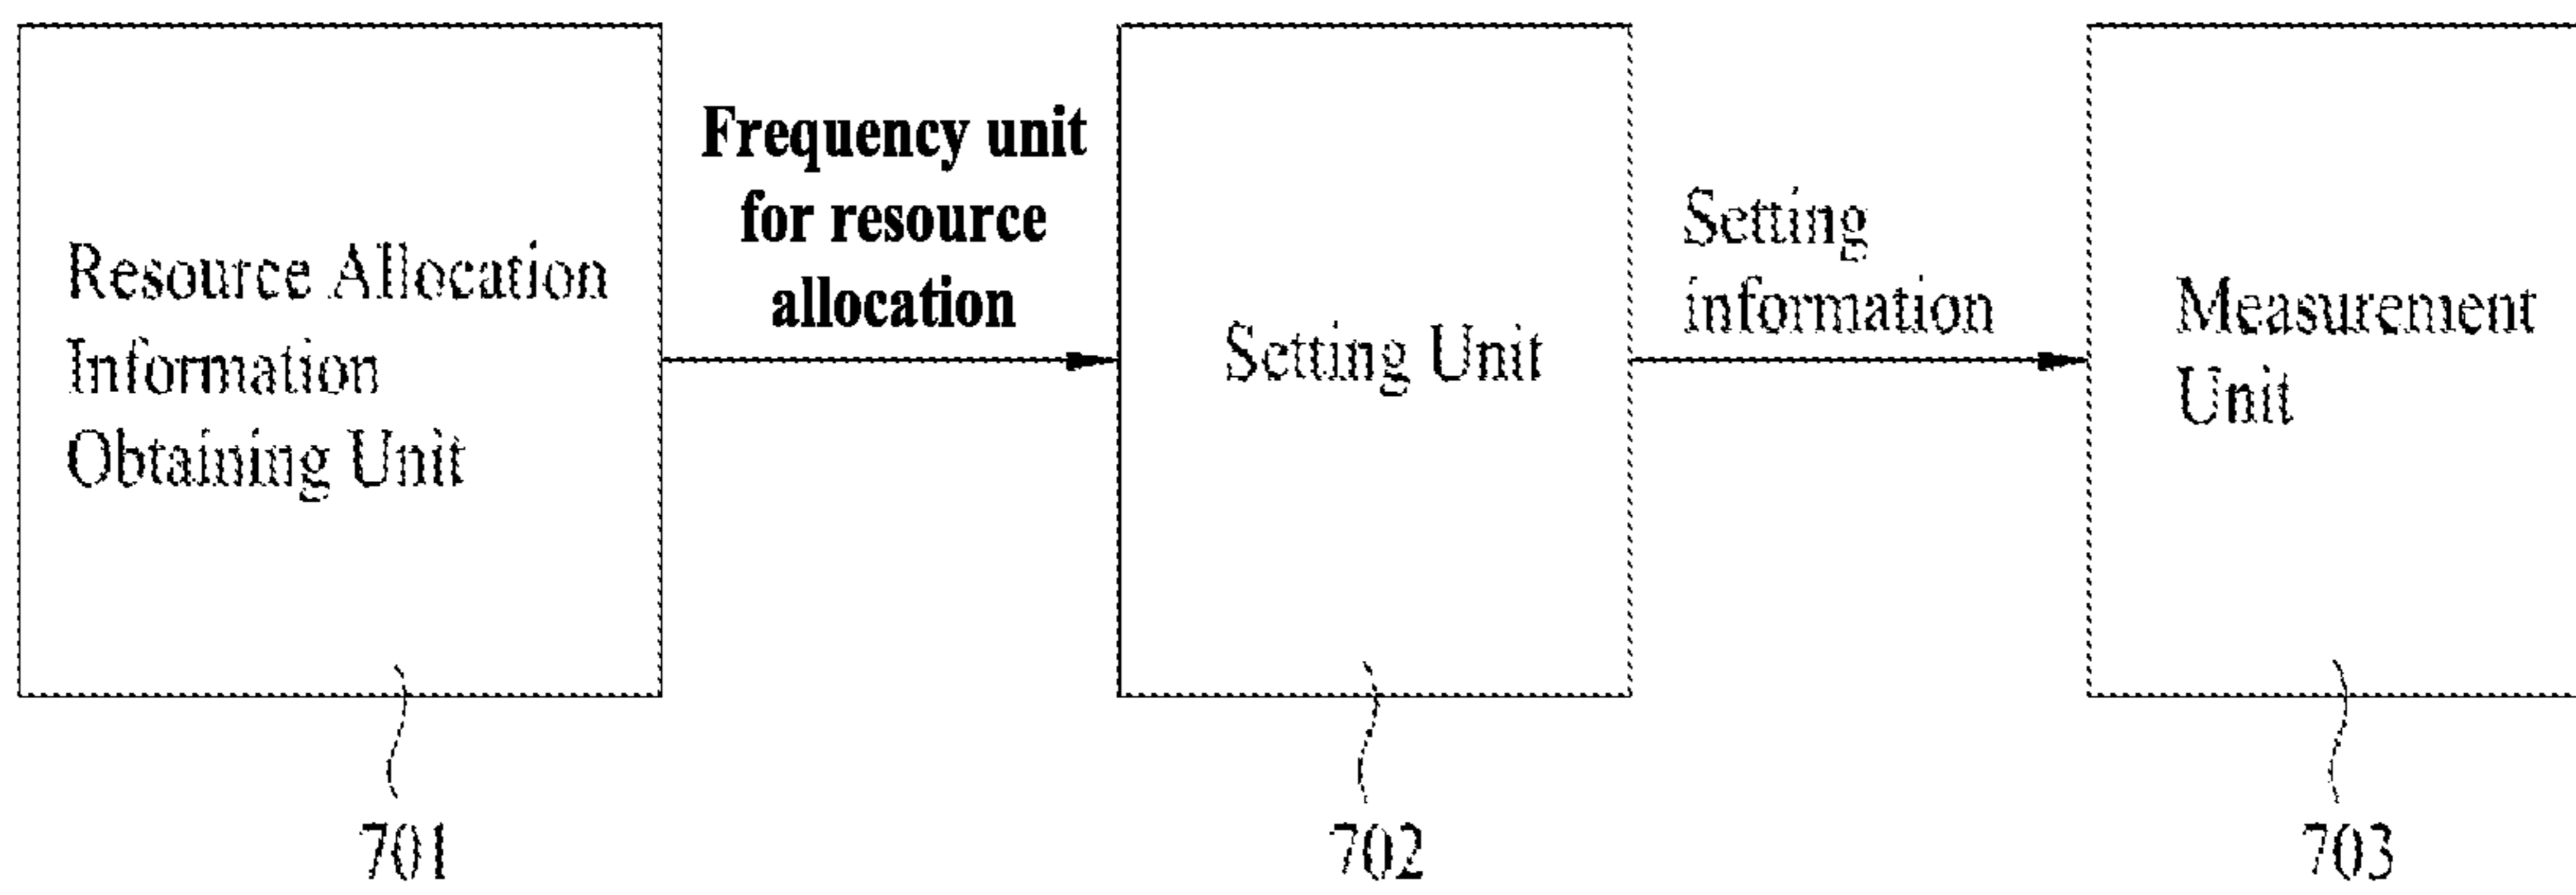 Resource Allocation
Information
Obtaining Unit
Frequency unit
for resource
allocation
Setting Unit
Setting
information
Measurement
Unit
701
702
703